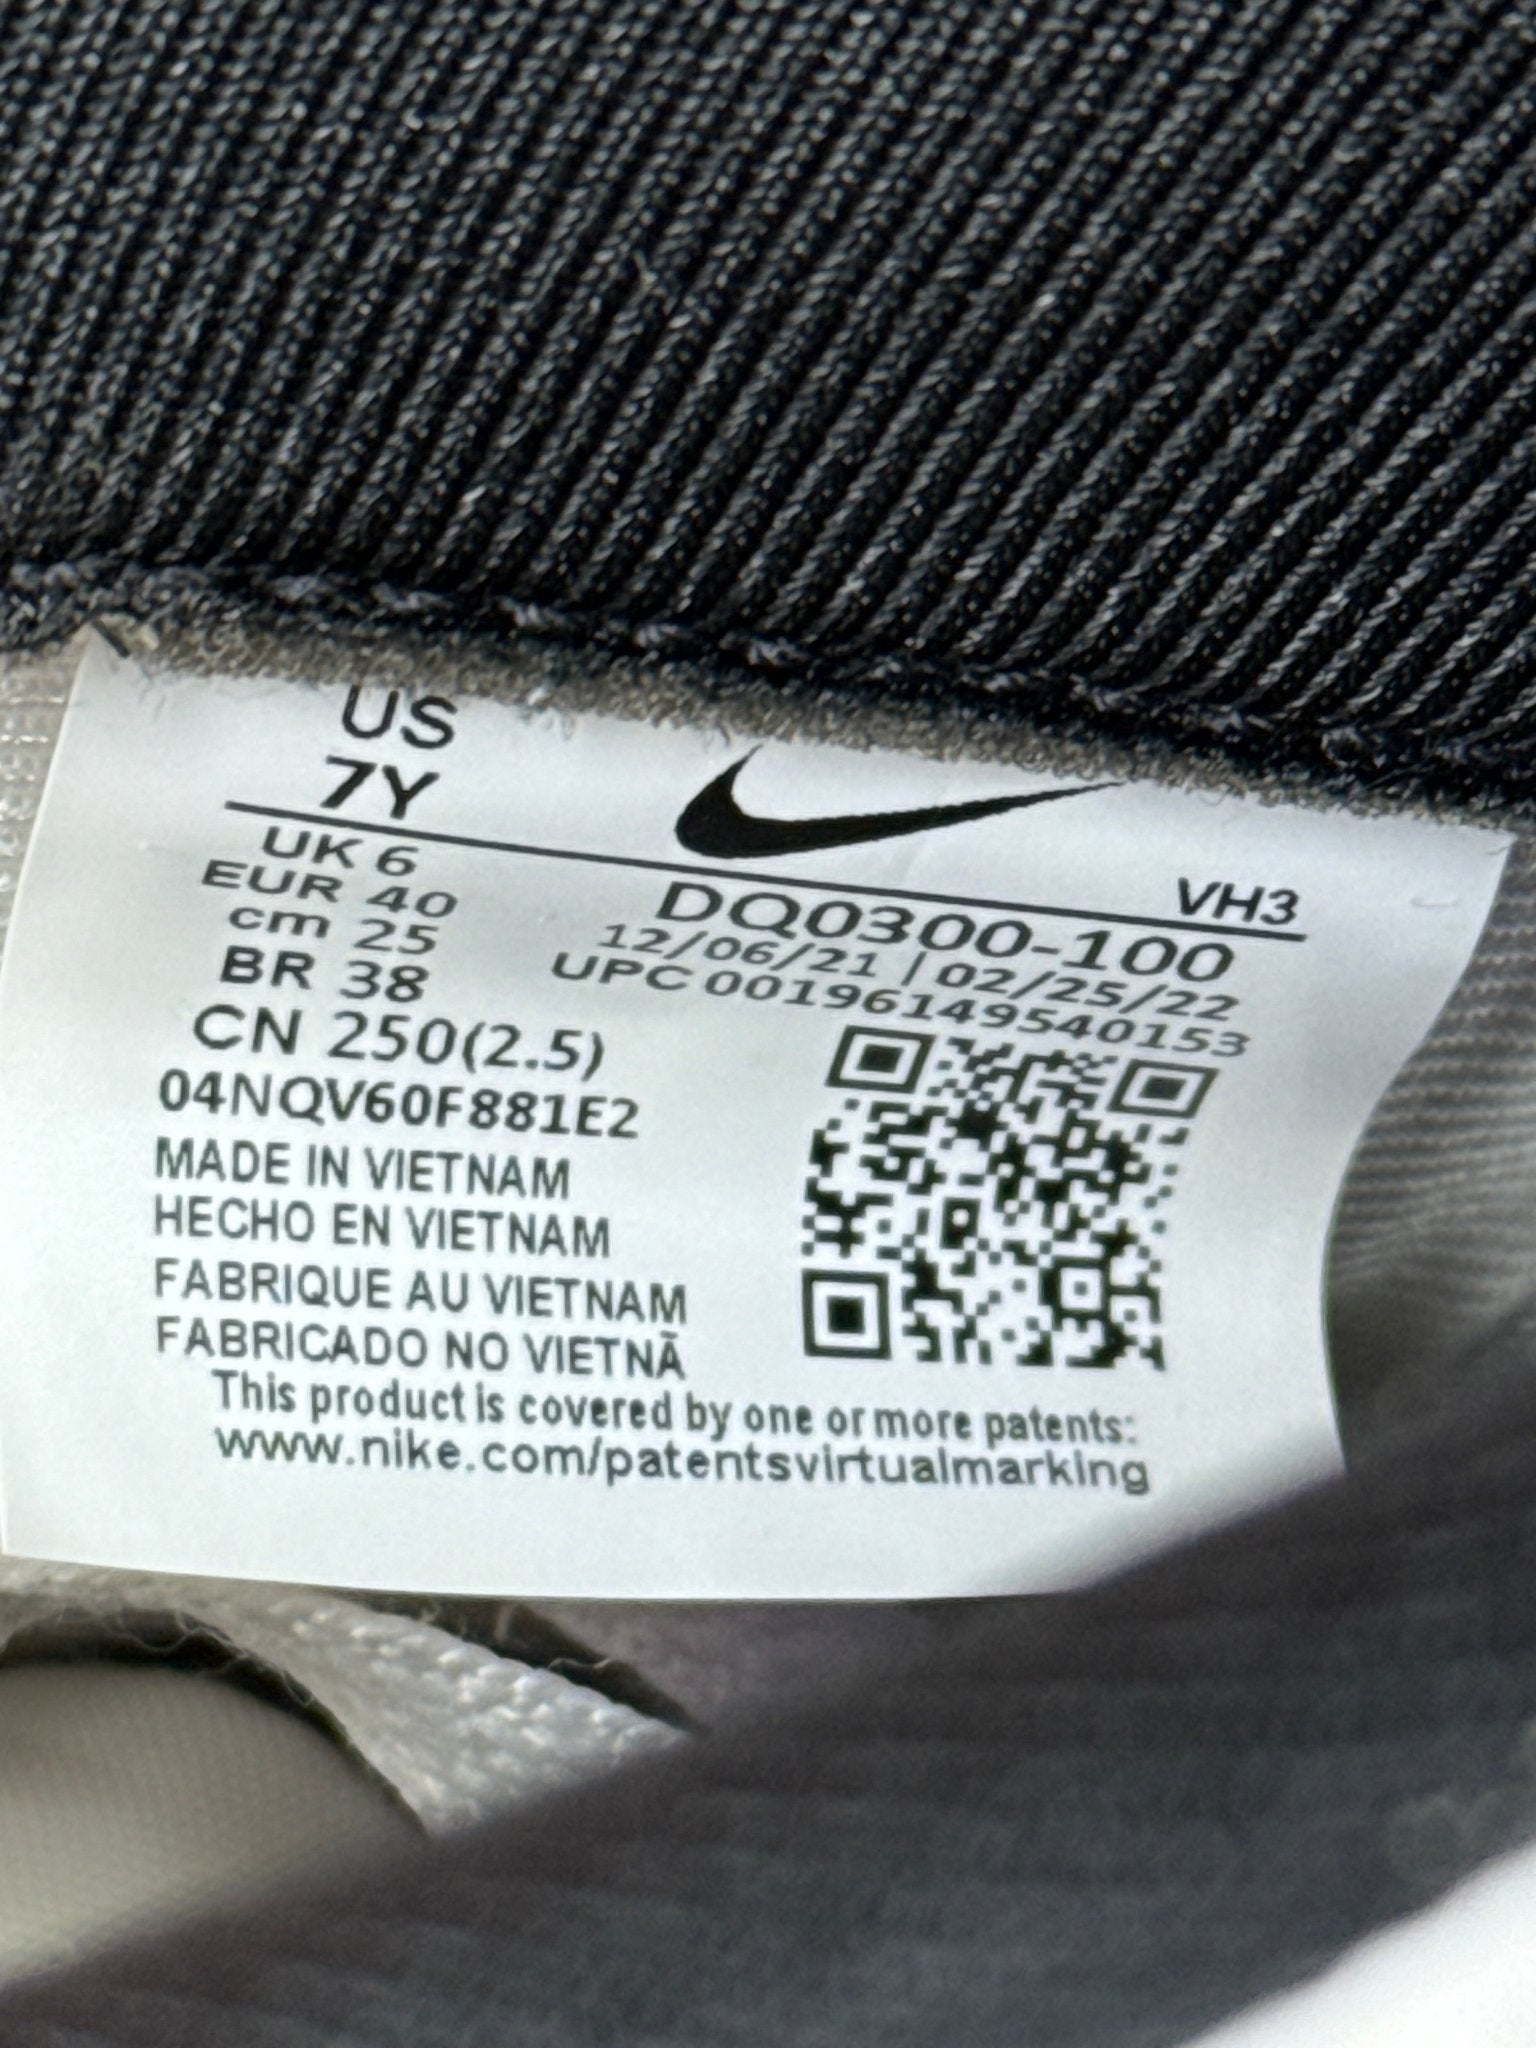 US
7Y
VH3
UK 6
EUR 40
cm 25
BR 38
CN 250(2.5)
04NQV60F881E2
DQ0300-100
12/06/21 | 02/25/22
UPC 00196149540153
MADE IN VIETNAM
HECHO EN VIETNAM
FABRIQUE AU VIETNAM
FABRICADO NO VIETNÃ
This product is covered by one or more patents:
www.nike.com/patentsvirtualmarking